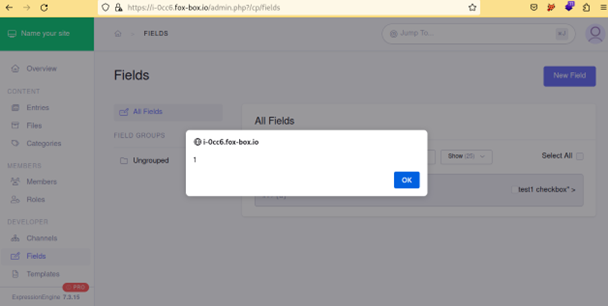 https://i-0cc6.fox-box.io/admin.php?/cp/fields
Name your site
FIELDS
Jump To...
Overview
CONTENT
Entries
Files
Categories
MEMBERS
Members
Roles
DEVELOPER
Channels
Fields
Templates
PRO
ExpressionEngine 7.3.15
Fields
New Field
All Fields
FIELD GROUPS
Ungrouped
All Fields
Show (25)
Select All
test1 checkbox" >
i-0cc6.fox-box.io
1
OK